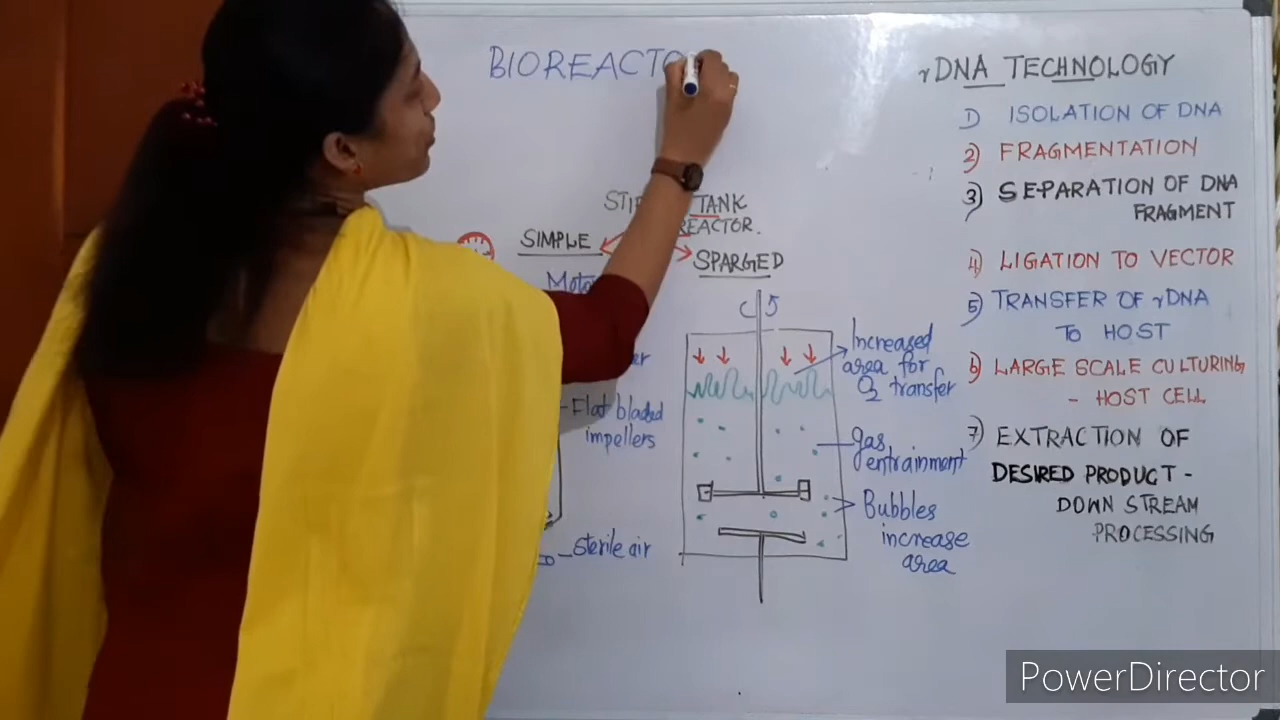 BIOREACTO
TANK
REACTOR.
SIMPLE
SPARGED
Flat bladed
impellers
sterile air
Increased
area for
O₂ transfer
gas
entrainment
Bubbles
increase
area
rDNA TECHNOLOGY
1) ISOLATION OF DNA
2) FRAGMENTATION
3) SEPARATION OF DNA
FRAGMENT
4) LIGATION TO VECTOR
5) TRANSFER OF rDNA
TO HOST
6) LARGE SCALE CULTURING
- HOST CELL
7) EXTRACTION OF
DESIRED PRODUCT -
DOWN STREAM
PROCESSING
PowerDirector